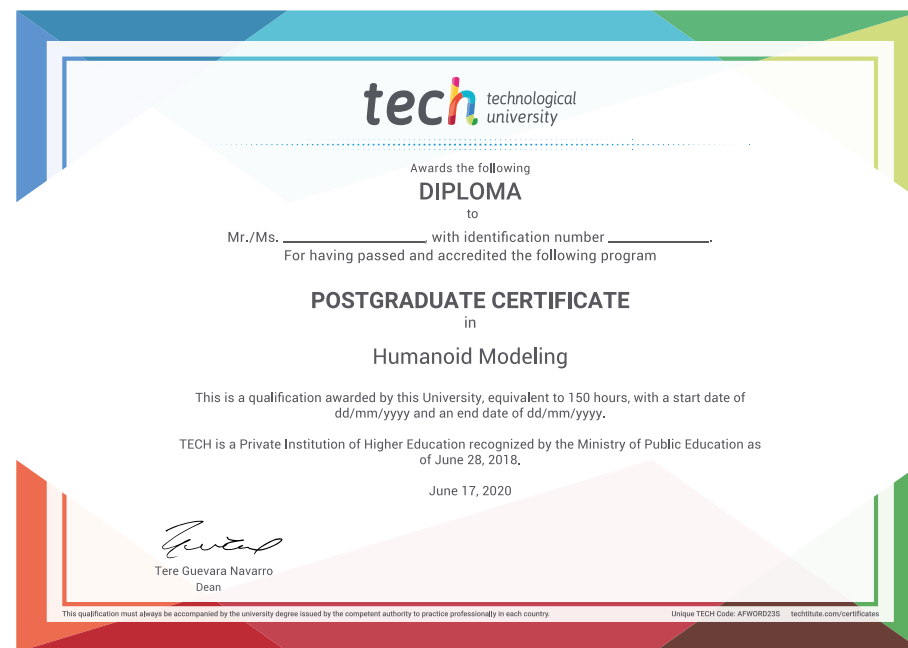 tech technological
university
Awards the following
DIPLOMA
to
Mr./Ms. ____________________, with identification number ______________.
For having passed and accredited the following program
POSTGRADUATE CERTIFICATE
in
Humanoid Modeling
This is a qualification awarded by this University, equivalent to 150 hours, with a start date of
dd/mm/yyyy and an end date of dd/mm/yyyy.
TECH is a Private Institution of Higher Education recognized by the Ministry of Public Education as
of June 28, 2018.
June 17, 2020
Tere Guevara Navarro
Dean
This qualification must always be accompanied by the university degree issued by the competent authority to practice professionally in each country. Unique TECH Code: AFWORD23S techtitute.com/certificates